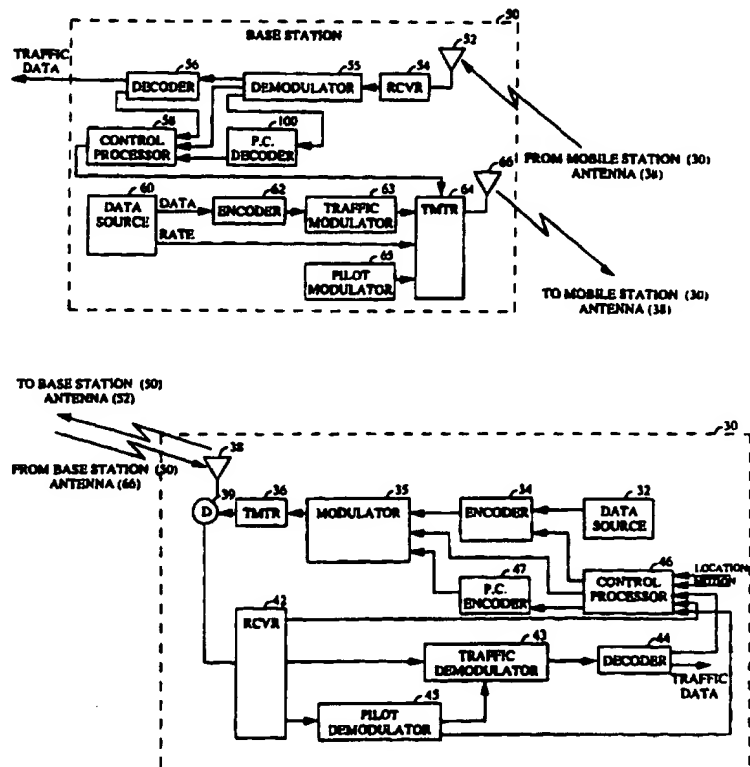 50
BASE STATION
52
TRAFFIC
DATA
56
DECODER
55
DEMODULATOR
54
RCVR
58
CONTROL
PROCESSOR
100
P.C.
DECODER
FROM MOBILE STATION (30)
ANTENNA (38)
66
60
DATA
SOURCE
DATA
RATE
62
ENCODER
63
TRAFFIC
MODULATOR
64
TMTR
65
PILOT
MODULATOR
TO MOBILE STATION (30)
ANTENNA (38)
TO BASE STATION (50)
ANTENNA (52)
30
FROM BASE STATION (50)
ANTENNA (66)
38
39
D
36
TMTR
35
MODULATOR
34
ENCODER
32
DATA
SOURCE
46
CONTROL
PROCESSOR
LOCATION
MOTION
47
P.C.
ENCODER
42
RCVR
43
TRAFFIC
DEMODULATOR
44
DECODER
TRAFFIC
DATA
45
PILOT
DEMODULATOR